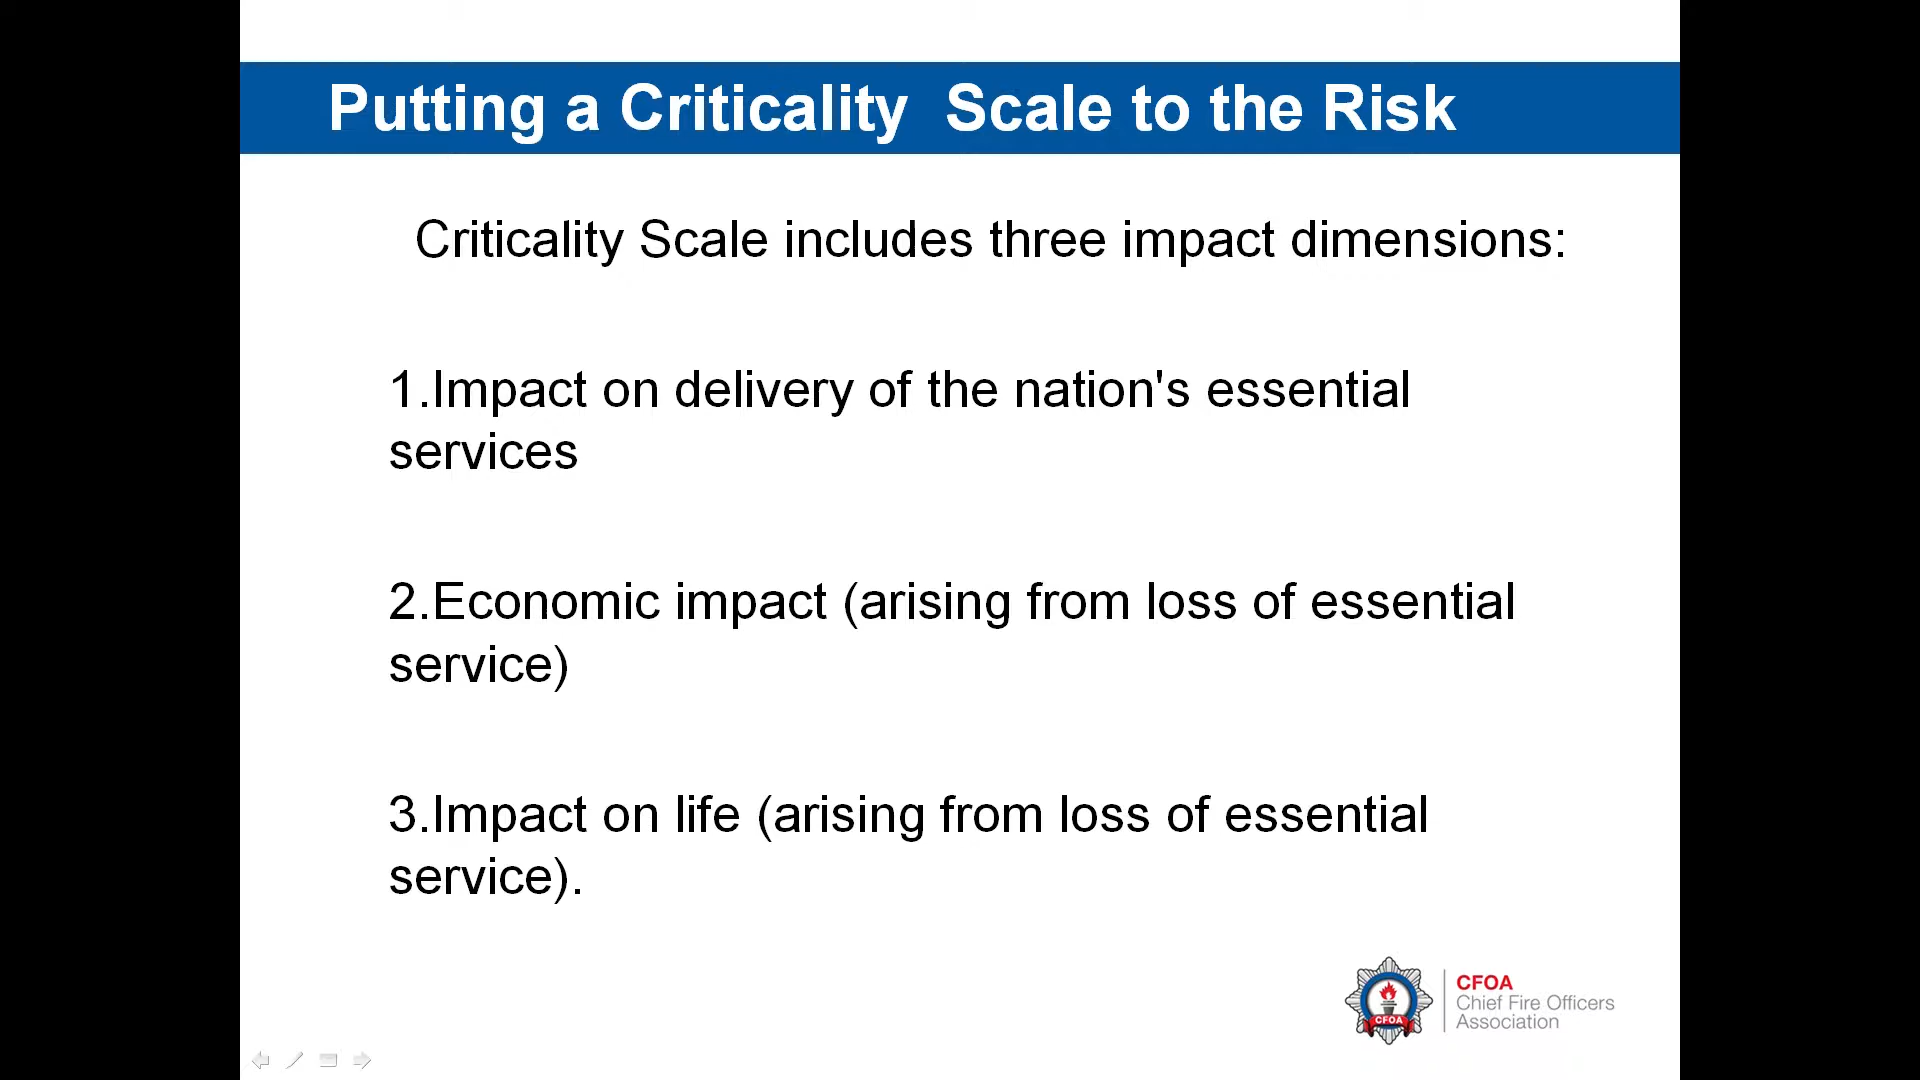 Putting a Criticality  Scale to the Risk
Criticality Scale includes three impact dimensions:
1.Impact on delivery of the nation's essential
services
2.Economic impact (arising from loss of essential
service)
3.Impact on life (arising from loss of essential
service).
CFOA
CFOA
Chief Fire Officers
Association